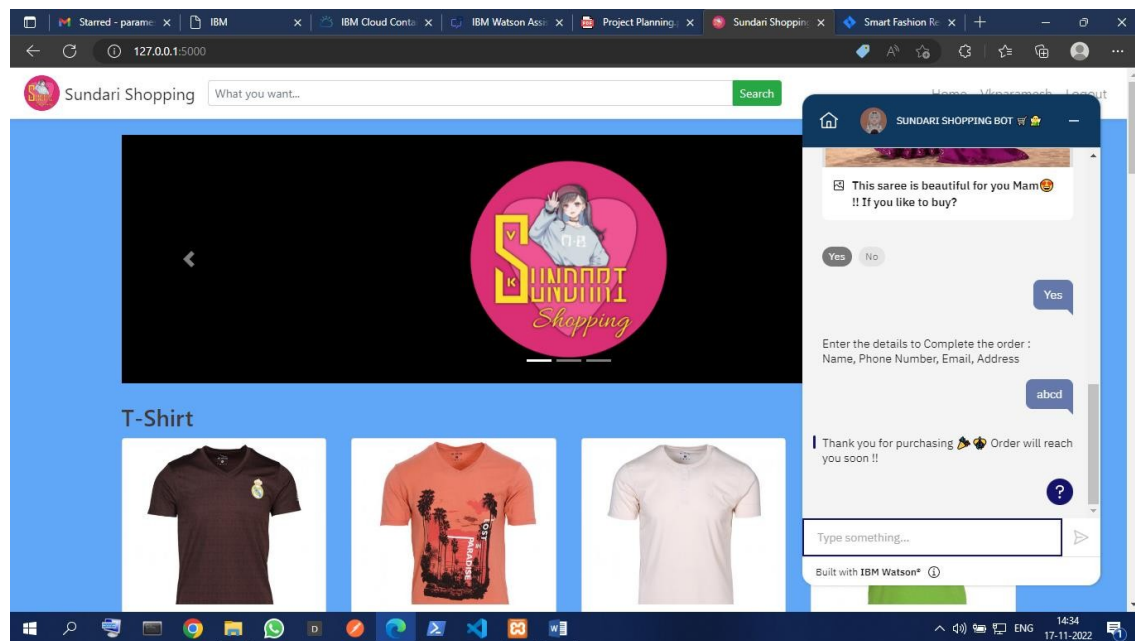 Starred - parame
IBM
IBM Cloud Conta
IBM Watson Assi
Project Planning.
Sundari Shopping
Smart Fashion Re
127.0.0.1:5000
Sundari Shopping
What you want...
Search
Home Vkparamesh Logout
SUNDARI SHOPPING BOT
This saree is beautiful for you Mam
!! If you like to buy?
Yes No
Yes
Enter the details to Complete the order :
Name, Phone Number, Email, Address
abcd
Thank you for purchasing Order will reach
you soon !!
?
Type something...
Built with IBM Watson®
V
K
SUNDARI
Shopping
T-Shirt
LOST
PARADISE
ENG
14:34
17-11-2022